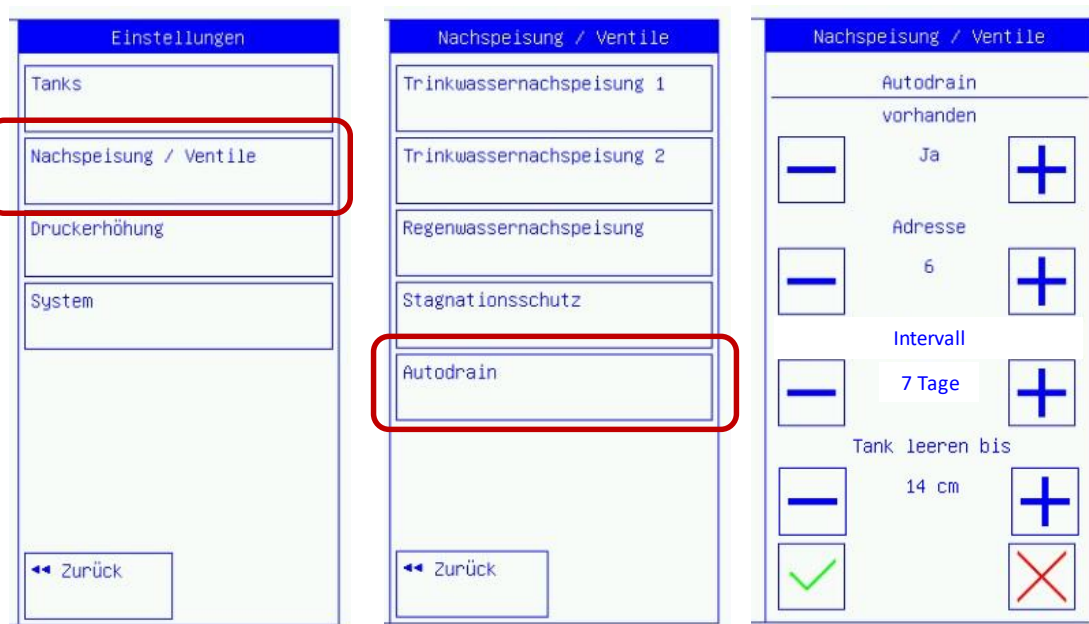 Einstellungen
Tanks
Nachspeisung / Ventile
Druckerhöhung
System
◄◄ Zurück
Nachspeisung / Ventile
Trinkwassernachspeisung 1
Trinkwassernachspeisung 2
Regenwassernachspeisung
Stagnationsschutz
Autodrain
◄◄ Zurück
Nachspeisung / Ventile
Autodrain
vorhanden
Ja
Adresse
6
Intervall
7 Tage
Tank leeren bis
14 cm